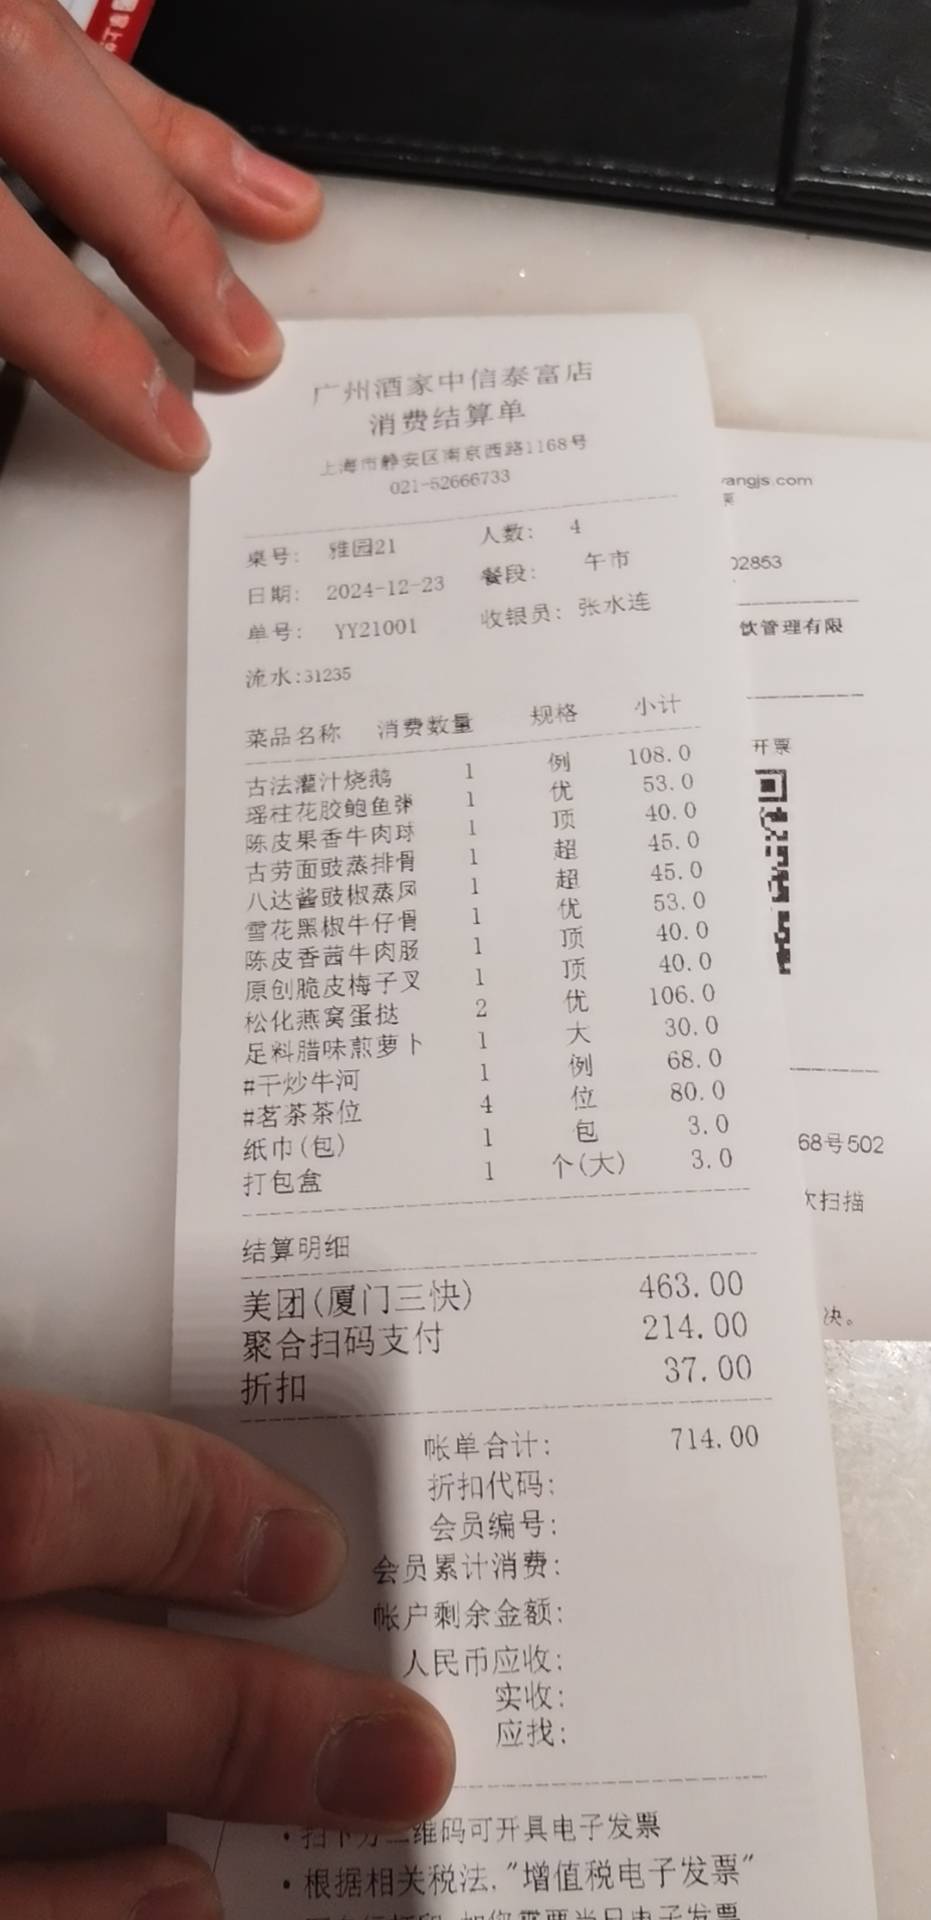 广州酒家中信泰富店
消费结算单
上海市静安区南京西路1168号
021-52666733
桌号: 雅园21 人数: 4
日期: 2024-12-23 餐段: 午市
单号: YY21001 收银员: 张水连
流水:31235
菜品名称 消费数量 规格 小计
古法灌汁烧鹅 1 例 108.0
瑶柱花胶鲍鱼粥 1 优 53.0
陈皮果香牛肉球 1 顶 40.0
古劳面豉蒸排骨 1 超 45.0
八达酱豉椒蒸凤 1 超 45.0
雪花黑椒牛仔骨 1 优 53.0
陈皮香茜牛肉肠 1 顶 40.0
原创脆皮梅子叉 1 顶 40.0
松化燕窝蛋挞 2 优 106.0
足料腊味煎萝卜 1 大 30.0
#干炒牛河 1 例 68.0
#茗茶茶位 4 位 80.0
纸巾(包) 1 包 3.0
打包盒 1 个(大) 3.0
结算明细
美团(厦门三快) 463.00
聚合扫码支付 214.00
折扣 37.00
帐单合计: 714.00
折扣代码:
会员编号:
会员累计消费:
帐户剩余金额:
人民币应收:
实收:
应找:
·扫下方二维码可开具电子发票
·根据相关税法,"增值税电子发票"
angjs.com
票
02853
饮管理有限
开票
68号502
次扫描
决。